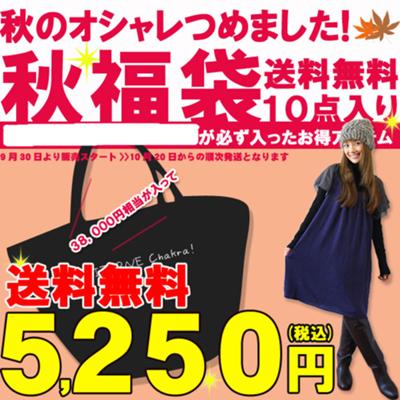 秋のオシャレつめました!
秋福袋
送料無料
10点入り
が必ず入ったお得アイテム
9月30日より販売スタート>>10月20日からの順次発送となります
38,000円相当が入って
Chakra!
送料無料
5,250円
(税込)